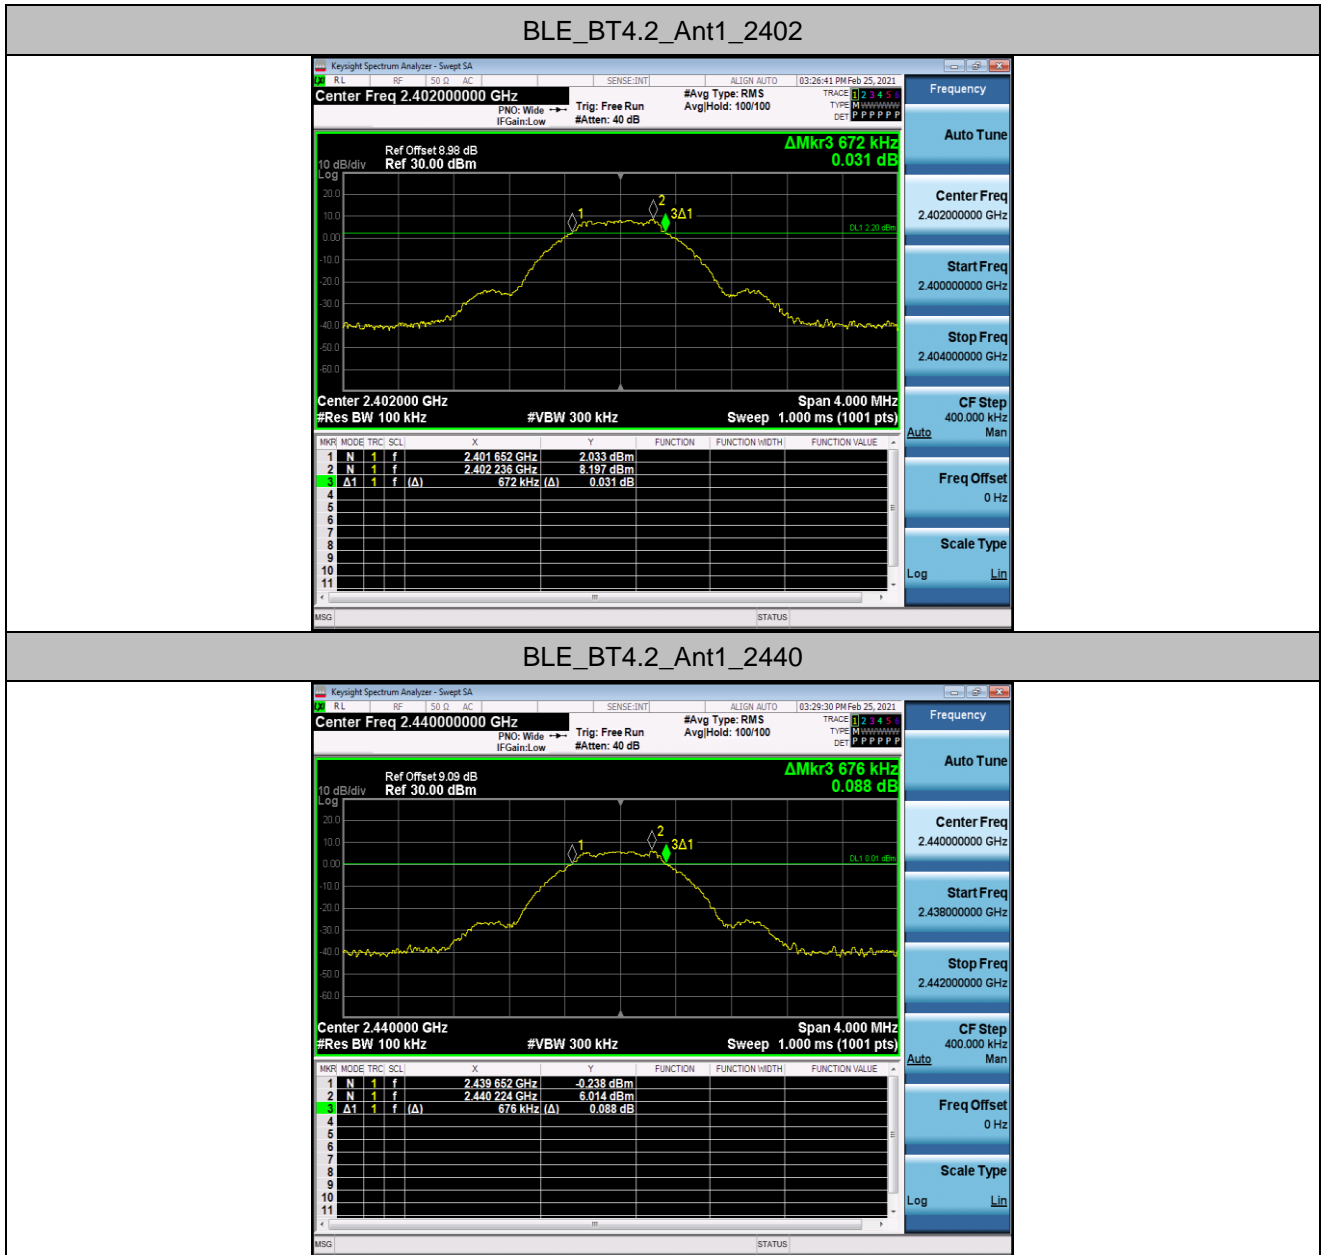 BLE_BT4.2_Ant1_2402
Keysight Spectrum Analyzer - Swept SA
RL RF 50 Ω AC SENSE:INT ALIGN AUTO 03:26:41 PM Feb 25, 2021
Center Freq 2.402000000 GHz
PNO: Wide
IFGain:Low
Trig: Free Run
#Atten: 40 dB
#Avg Type: RMS
Avg|Hold: 100/100
TRACE 1 2 3 4 5 6
TYPE M WWWWW
DET P P P P P P
Frequency
Auto Tune
Center Freq
2.402000000 GHz
Start Freq
2.400000000 GHz
Stop Freq
2.404000000 GHz
CF Step
400.000 kHz
Auto Man
Freq Offset
0 Hz
Scale Type
Log Lin
ΔMkr3 672 kHz
0.031 dB
Ref Offset 8.98 dB
10 dB/div Ref 30.00 dBm
Log
20.0
10.0
0.00
-10.0
-20.0
-30.0
-40.0
-50.0
-60.0
1
2
3Δ1
DL1 2.20 dBm
Center 2.402000 GHz Span 4.000 MHz
#Res BW 100 kHz #VBW 300 kHz Sweep 1.000 ms (1001 pts)
MKR MODE TRC SCL X Y FUNCTION FUNCTION WIDTH FUNCTION VALUE
1 N 1 f 2.401 652 GHz 2.033 dBm
2 N 1 f 2.402 236 GHz 8.197 dBm
3 Δ1 1 f (Δ) 672 kHz (Δ) 0.031 dB
4
5
6
7
8
9
10
11
MSG STATUS
BLE_BT4.2_Ant1_2440
Keysight Spectrum Analyzer - Swept SA
RL RF 50 Ω AC SENSE:INT ALIGN AUTO 03:29:30 PM Feb 25, 2021
Center Freq 2.440000000 GHz
PNO: Wide
IFGain:Low
Trig: Free Run
#Atten: 40 dB
#Avg Type: RMS
Avg|Hold: 100/100
TRACE 1 2 3 4 5 6
TYPE M WWWWW
DET P P P P P P
Frequency
Auto Tune
Center Freq
2.440000000 GHz
Start Freq
2.438000000 GHz
Stop Freq
2.442000000 GHz
CF Step
400.000 kHz
Auto Man
Freq Offset
0 Hz
Scale Type
Log Lin
ΔMkr3 676 kHz
0.088 dB
Ref Offset 9.09 dB
10 dB/div Ref 30.00 dBm
Log
20.0
10.0
0.00
-10.0
-20.0
-30.0
-40.0
-50.0
-60.0
1
2
3Δ1
DL1 0.01 dBm
Center 2.440000 GHz Span 4.000 MHz
#Res BW 100 kHz #VBW 300 kHz Sweep 1.000 ms (1001 pts)
MKR MODE TRC SCL X Y FUNCTION FUNCTION WIDTH FUNCTION VALUE
1 N 1 f 2.439 652 GHz -0.238 dBm
2 N 1 f 2.440 224 GHz 6.014 dBm
3 Δ1 1 f (Δ) 676 kHz (Δ) 0.088 dB
4
5
6
7
8
9
10
11
MSG STATUS